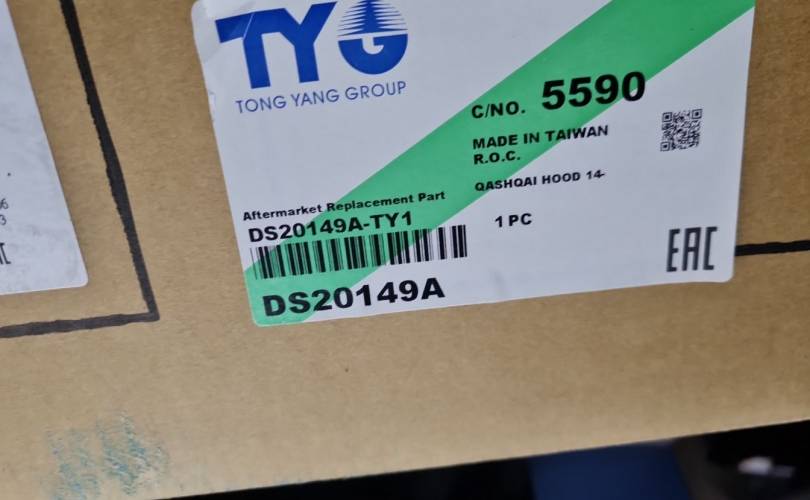 TYG
TONG YANG GROUP
C/NO. 5590
MADE IN TAIWAN
R.O.C.
QASHQAI HOOD 14-
Aftermarket Replacement Part
DS20149A-TY1
1 PC
DS20149A
EAC